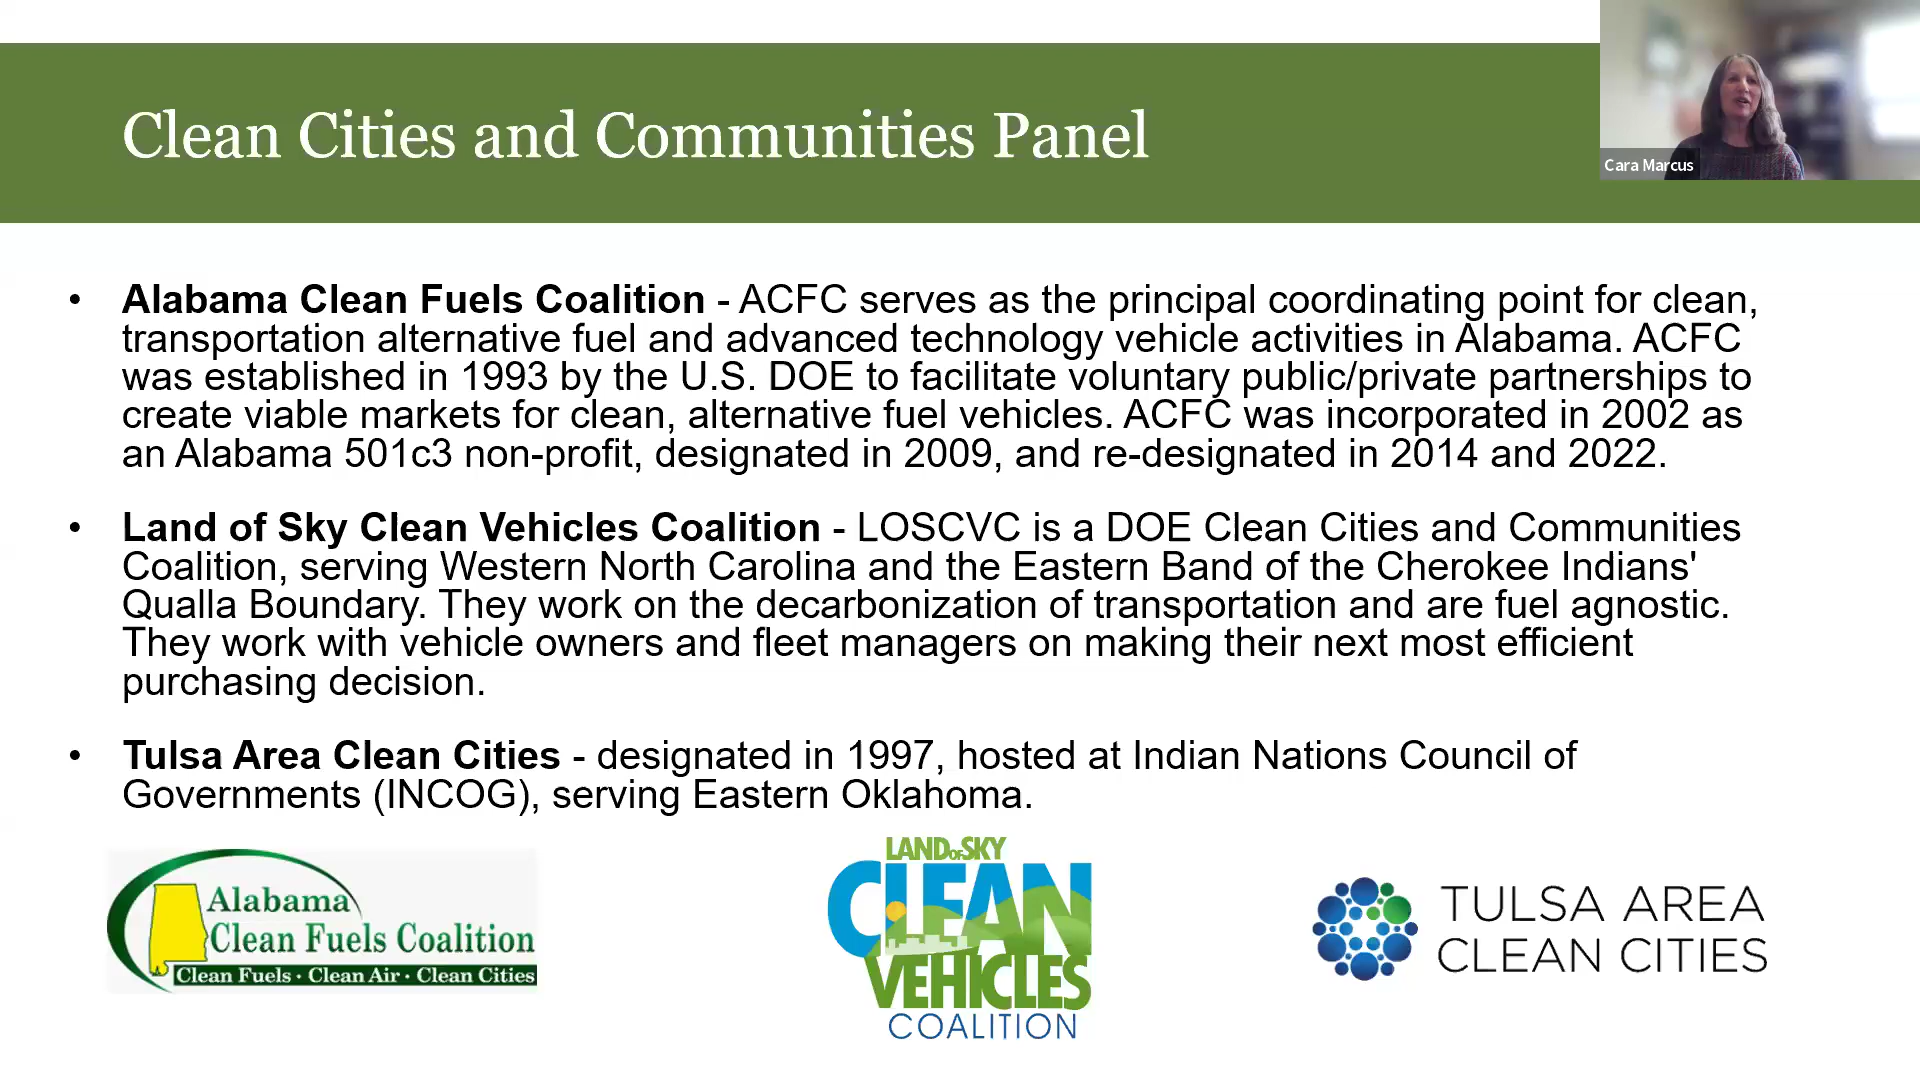 Clean Cities and Communities Panel
Cara Marcus
• Alabama Clean Fuels Coalition - ACFC serves as the principal coordinating point for clean,
transportation alternative fuel and advanced technology vehicle activities in Alabama. ACFC
was established in 1993 by the U.S. DOE to facilitate voluntary public/private partnerships to
create viable markets for clean, alternative fuel vehicles. ACFC was incorporated in 2002 as
an Alabama 501c3 non-profit, designated in 2009, and re-designated in 2014 and 2022.
• Land of Sky Clean Vehicles Coalition - LOSCVC is a DOE Clean Cities and Communities
Coalition, serving Western North Carolina and the Eastern Band of the Cherokee Indians'
Qualla Boundary. They work on the decarbonization of transportation and are fuel agnostic.
They work with vehicle owners and fleet managers on making their next most efficient
purchasing decision.
• Tulsa Area Clean Cities - designated in 1997, hosted at Indian Nations Council of
Governments (INCOG), serving Eastern Oklahoma.
Alabama
Clean Fuels Coalition
Clean Fuels · Clean Air · Clean Cities
LAND OF SKY
CLEAN
VEHICLES
COALITION
TULSA AREA
CLEAN CITIES